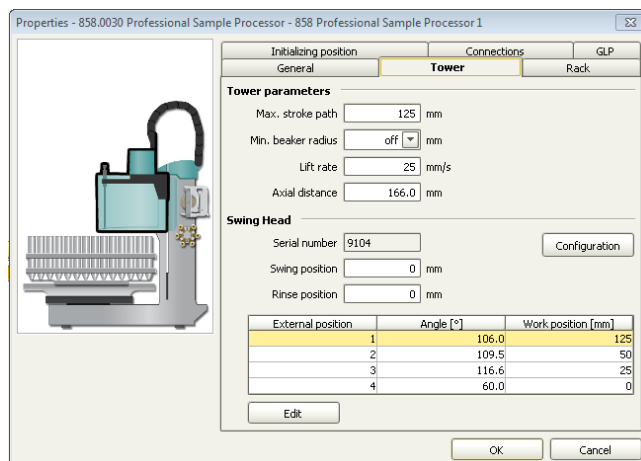 Properties - 858.0030 Professional Sample Processor - 858 Professional Sample Processor 1
Initializing position Connections GLP
General Tower Rack
Tower parameters
Max. stroke path 125 mm
Min. beaker radius off mm
Lift rate 25 mm/s
Axial distance 166.0 mm
Swing Head
Serial number 9104 Configuration
Swing position 0 mm
Rinse position 0 mm
External position Angle [°] Work position [mm]
1 106.0 125
2 109.5 50
3 116.6 25
4 60.0 0
Edit
OK Cancel